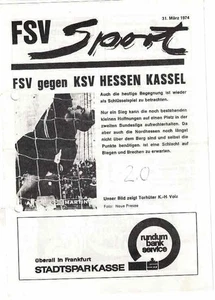 31. März 1974
FSV Sport
FSV gegen KSV HESSEN KASSEL
Auch die heutige Begegnung ist wieder
als Schlüsselspiel zu betrachten.
Nur ein Sieg kann die noch bestehenden
kleinen Hoffnungen auf einen Platz in der
zweiten Bundesliga aufrechterhalten. Da
aber auch die Nordhessen noch längst
nicht über dem Berg sind und selbst die
Punkte benötigen, ist eine Schlacht auf
Biegen und Brechen zu erwarten.
20
Unser Bild zeigt Torhüter K.-H. Volz
Foto: Neue Presse
MARTINI
rundum
bank
service
überall in Frankfurt
STADTSPARKASSE